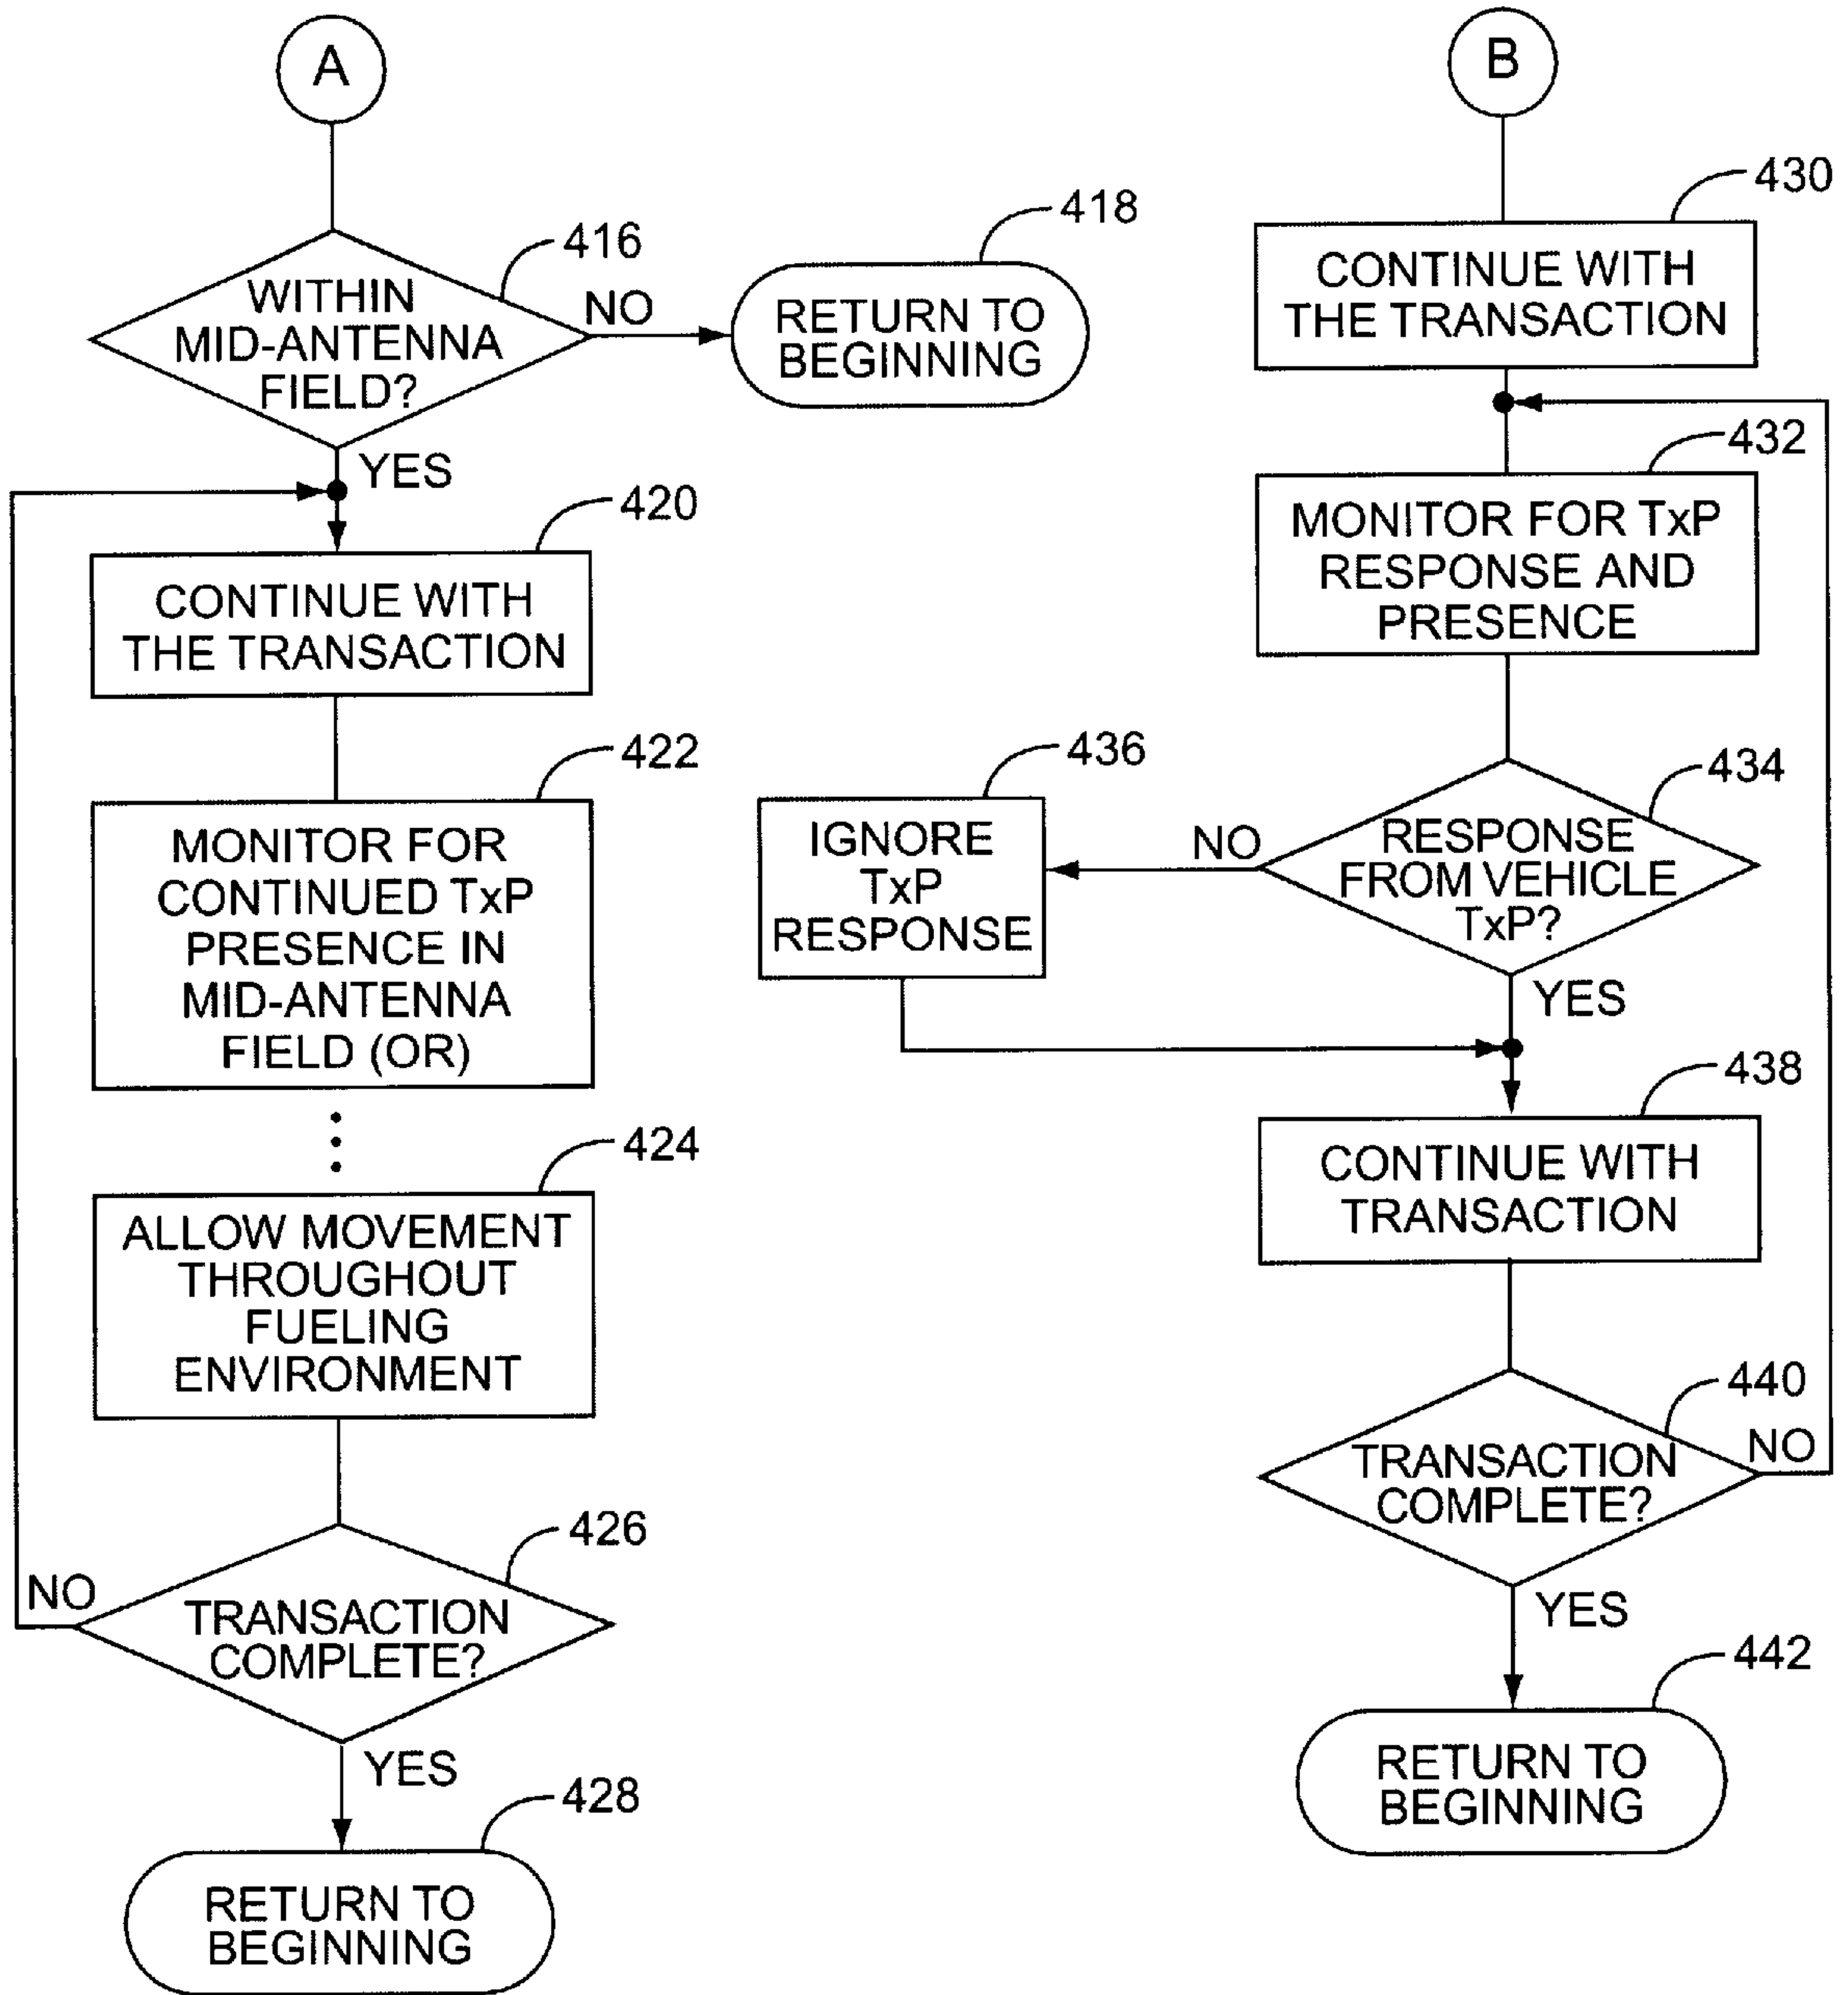 A
416
WITHIN
MID-ANTENNA
FIELD?
NO
418
RETURN TO
BEGINNING
YES
420
CONTINUE WITH
THE TRANSACTION
422
MONITOR FOR
CONTINUED TxP
PRESENCE IN
MID-ANTENNA
FIELD (OR)
424
ALLOW MOVEMENT
THROUGHOUT
FUELING
ENVIRONMENT
426
NO
TRANSACTION
COMPLETE?
YES
428
RETURN TO
BEGINNING
B
430
CONTINUE WITH
THE TRANSACTION
432
MONITOR FOR TxP
RESPONSE AND
PRESENCE
434
RESPONSE
FROM VEHICLE
TxP?
NO
436
IGNORE
TxP
RESPONSE
YES
438
CONTINUE WITH
TRANSACTION
440
TRANSACTION
COMPLETE?
NO
YES
442
RETURN TO
BEGINNING